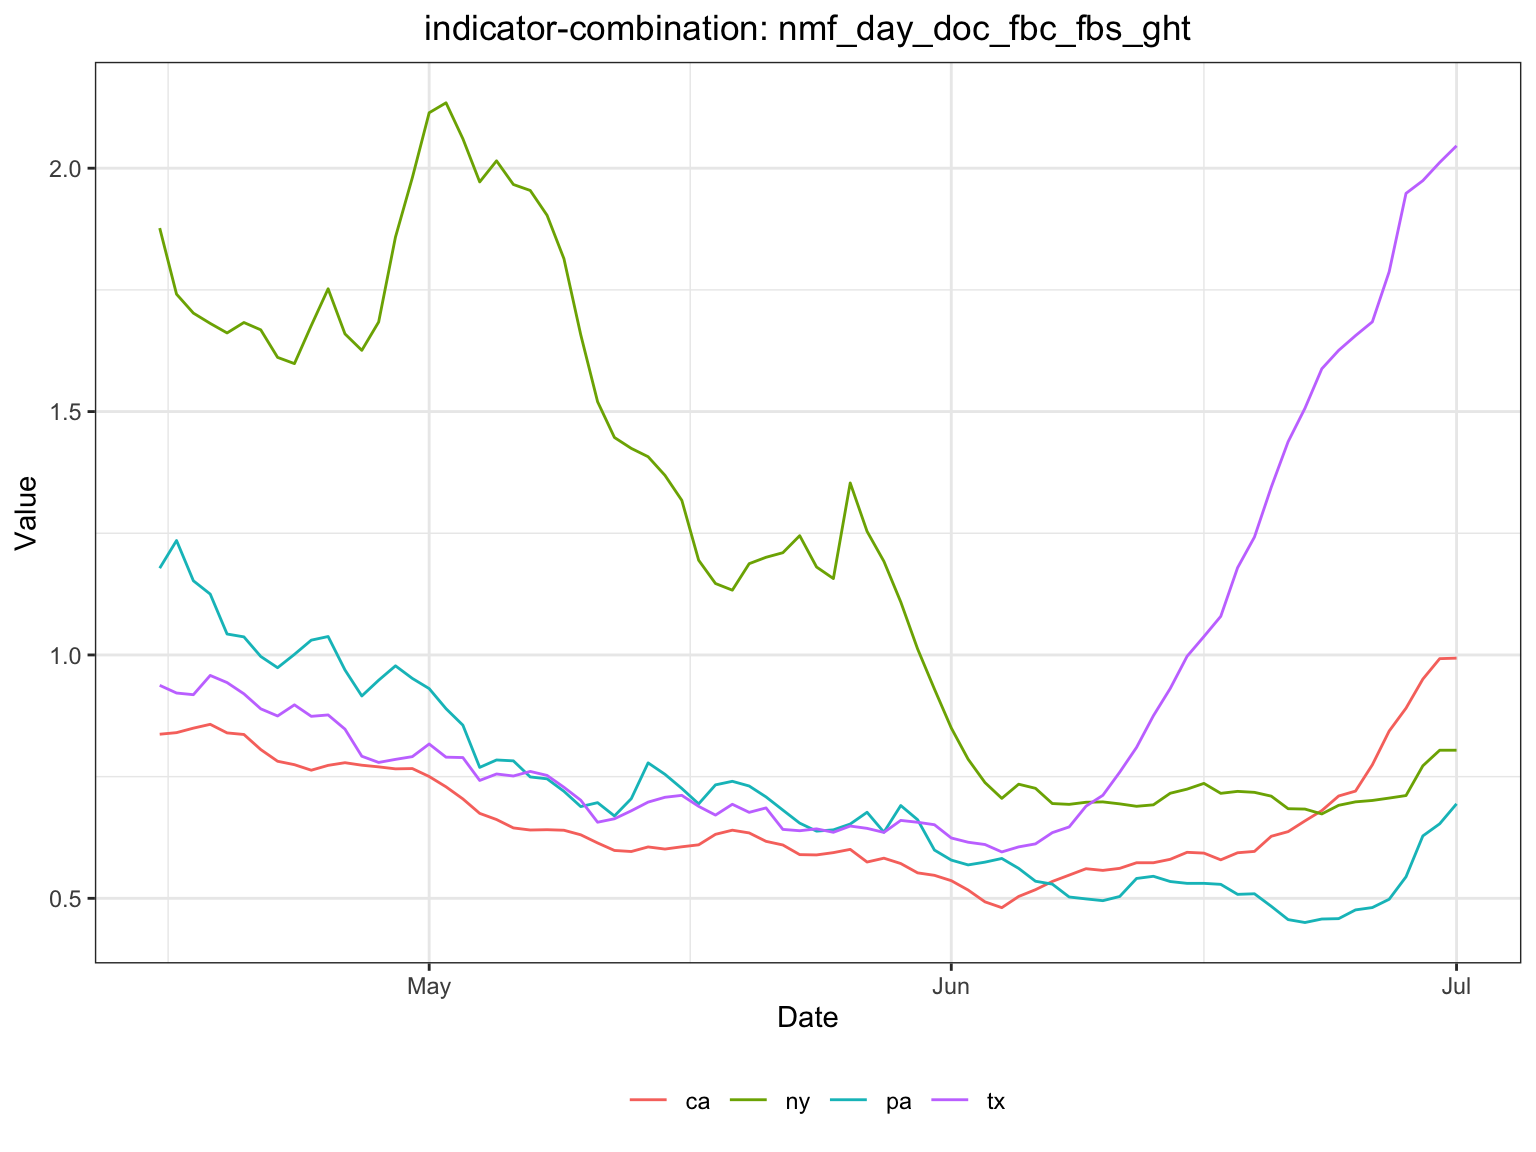 indicator-combination: nmf_day_doc_fbc_fbs_ght
Value
2.0
1.5
1.0
0.5
May Jun Jul
Date
ca ny pa tx